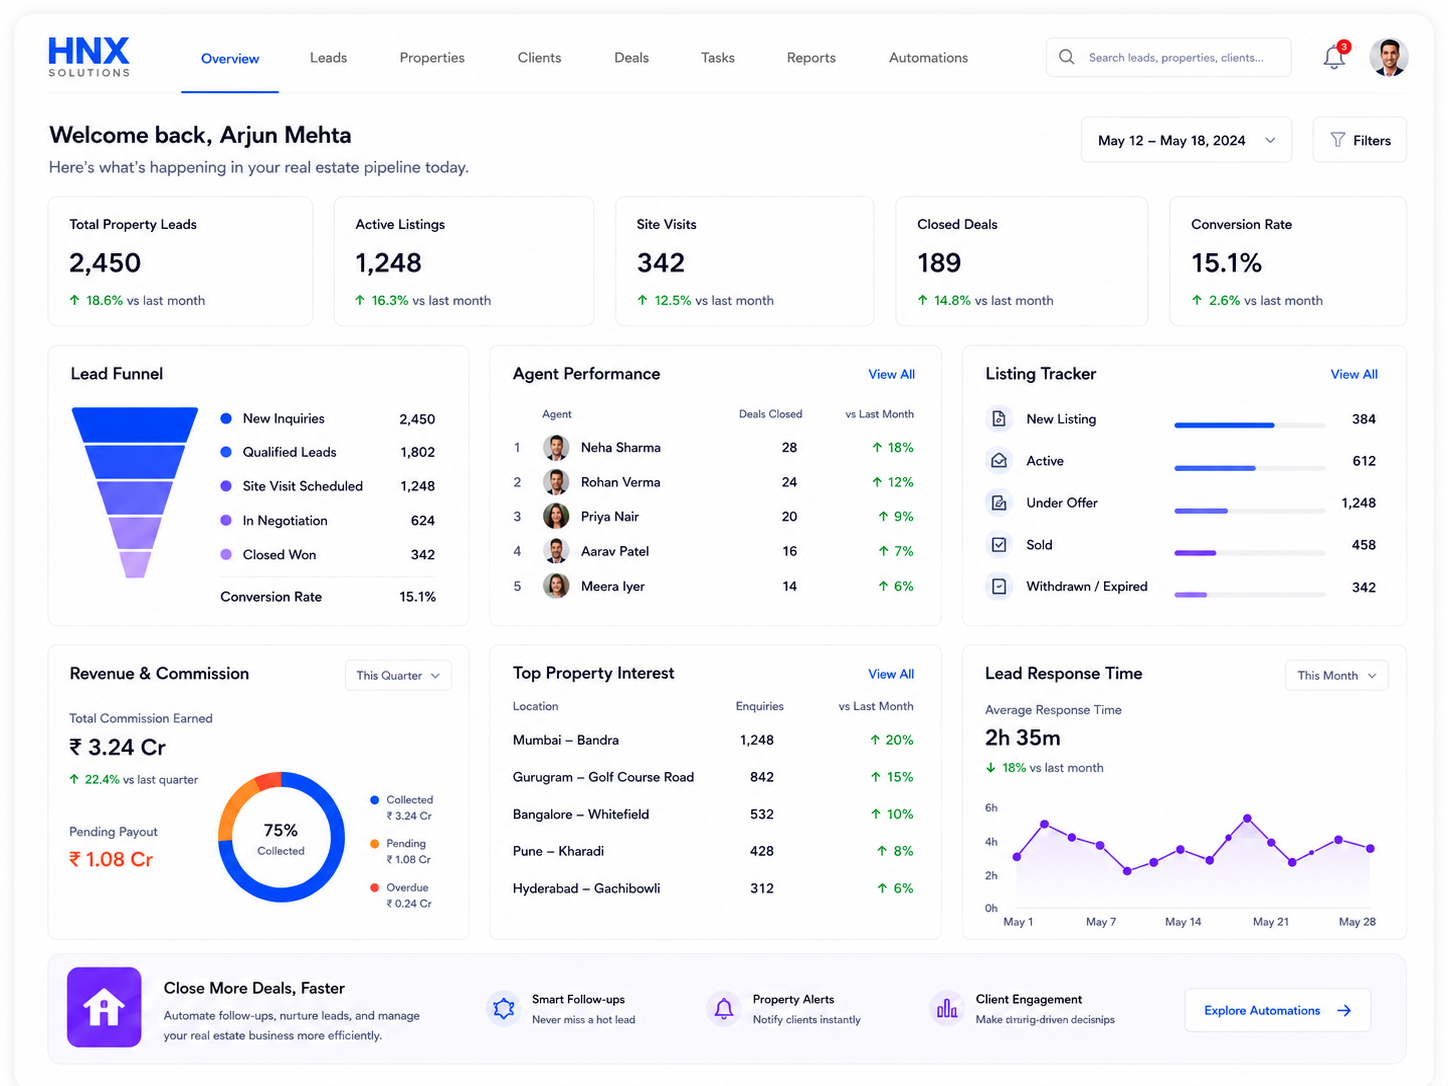 HNX
SOLUTIONS
Overview
Leads
Properties
Clients
Deals
Tasks
Reports
Automations
Search leads, properties, clients...
3
Welcome back, Arjun Mehta
Here's what's happening in your real estate pipeline today.
May 12 – May 18, 2024
Filters
Total Property Leads
2,450
↑ 18.6% vs last month
Active Listings
1,248
↑ 16.3% vs last month
Site Visits
342
↑ 12.5% vs last month
Closed Deals
189
↑ 14.8% vs last month
Conversion Rate
15.1%
↑ 2.6% vs last month
Lead Funnel
New Inquiries 2,450
Qualified Leads 1,802
Site Visit Scheduled 1,248
In Negotiation 624
Closed Won 342
Conversion Rate 15.1%
Agent Performance View All
Agent Deals Closed vs Last Month
1 Neha Sharma 28 ↑ 18%
2 Rohan Verma 24 ↑ 12%
3 Priya Nair 20 ↑ 9%
4 Aarav Patel 16 ↑ 7%
5 Meera Iyer 14 ↑ 6%
Listing Tracker View All
New Listing 384
Active 612
Under Offer 1,248
Sold 458
Withdrawn / Expired 342
Revenue & Commission This Quarter
Total Commission Earned
₹ 3.24 Cr
↑ 22.4% vs last quarter
Pending Payout
₹ 1.08 Cr
75%
Collected
Collected
₹ 3.24 Cr
Pending
₹ 1.08 Cr
Overdue
₹ 0.24 Cr
Top Property Interest View All
Location Enquiries vs Last Month
Mumbai – Bandra 1,248 ↑ 20%
Gurugram – Golf Course Road 842 ↑ 15%
Bangalore – Whitefield 532 ↑ 10%
Pune – Kharadi 428 ↑ 8%
Hyderabad – Gachibowli 312 ↑ 6%
Lead Response Time This Month
Average Response Time
2h 35m
↓ 18% vs last month
6h
4h
2h
0h
May 1 May 7 May 14 May 21 May 28
Close More Deals, Faster
Automate follow-ups, nurture leads, and manage
your real estate business more efficiently.
Smart Follow-ups
Never miss a hot lead
Property Alerts
Notify clients instantly
Client Engagement
Make
Explore Automations →